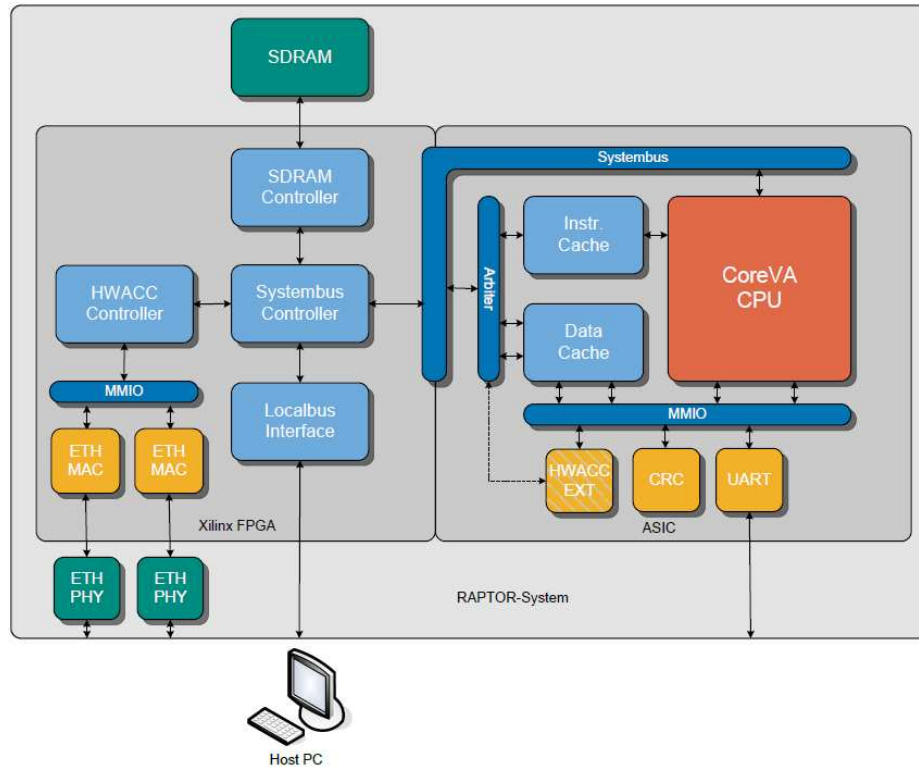 SDRAM
SDRAM
Controller
HWACC
Controller
Systembus
Controller
MMIO
Localbus
Interface
ETH
MAC
ETH
MAC
Xilinx FPGA
ETH
PHY
ETH
PHY
Systembus
Arbiter
Instr.
Cache
CoreVA
CPU
Data
Cache
MMIO
HWACC
EXT
CRC
UART
ASIC
RAPTOR-System
Host PC